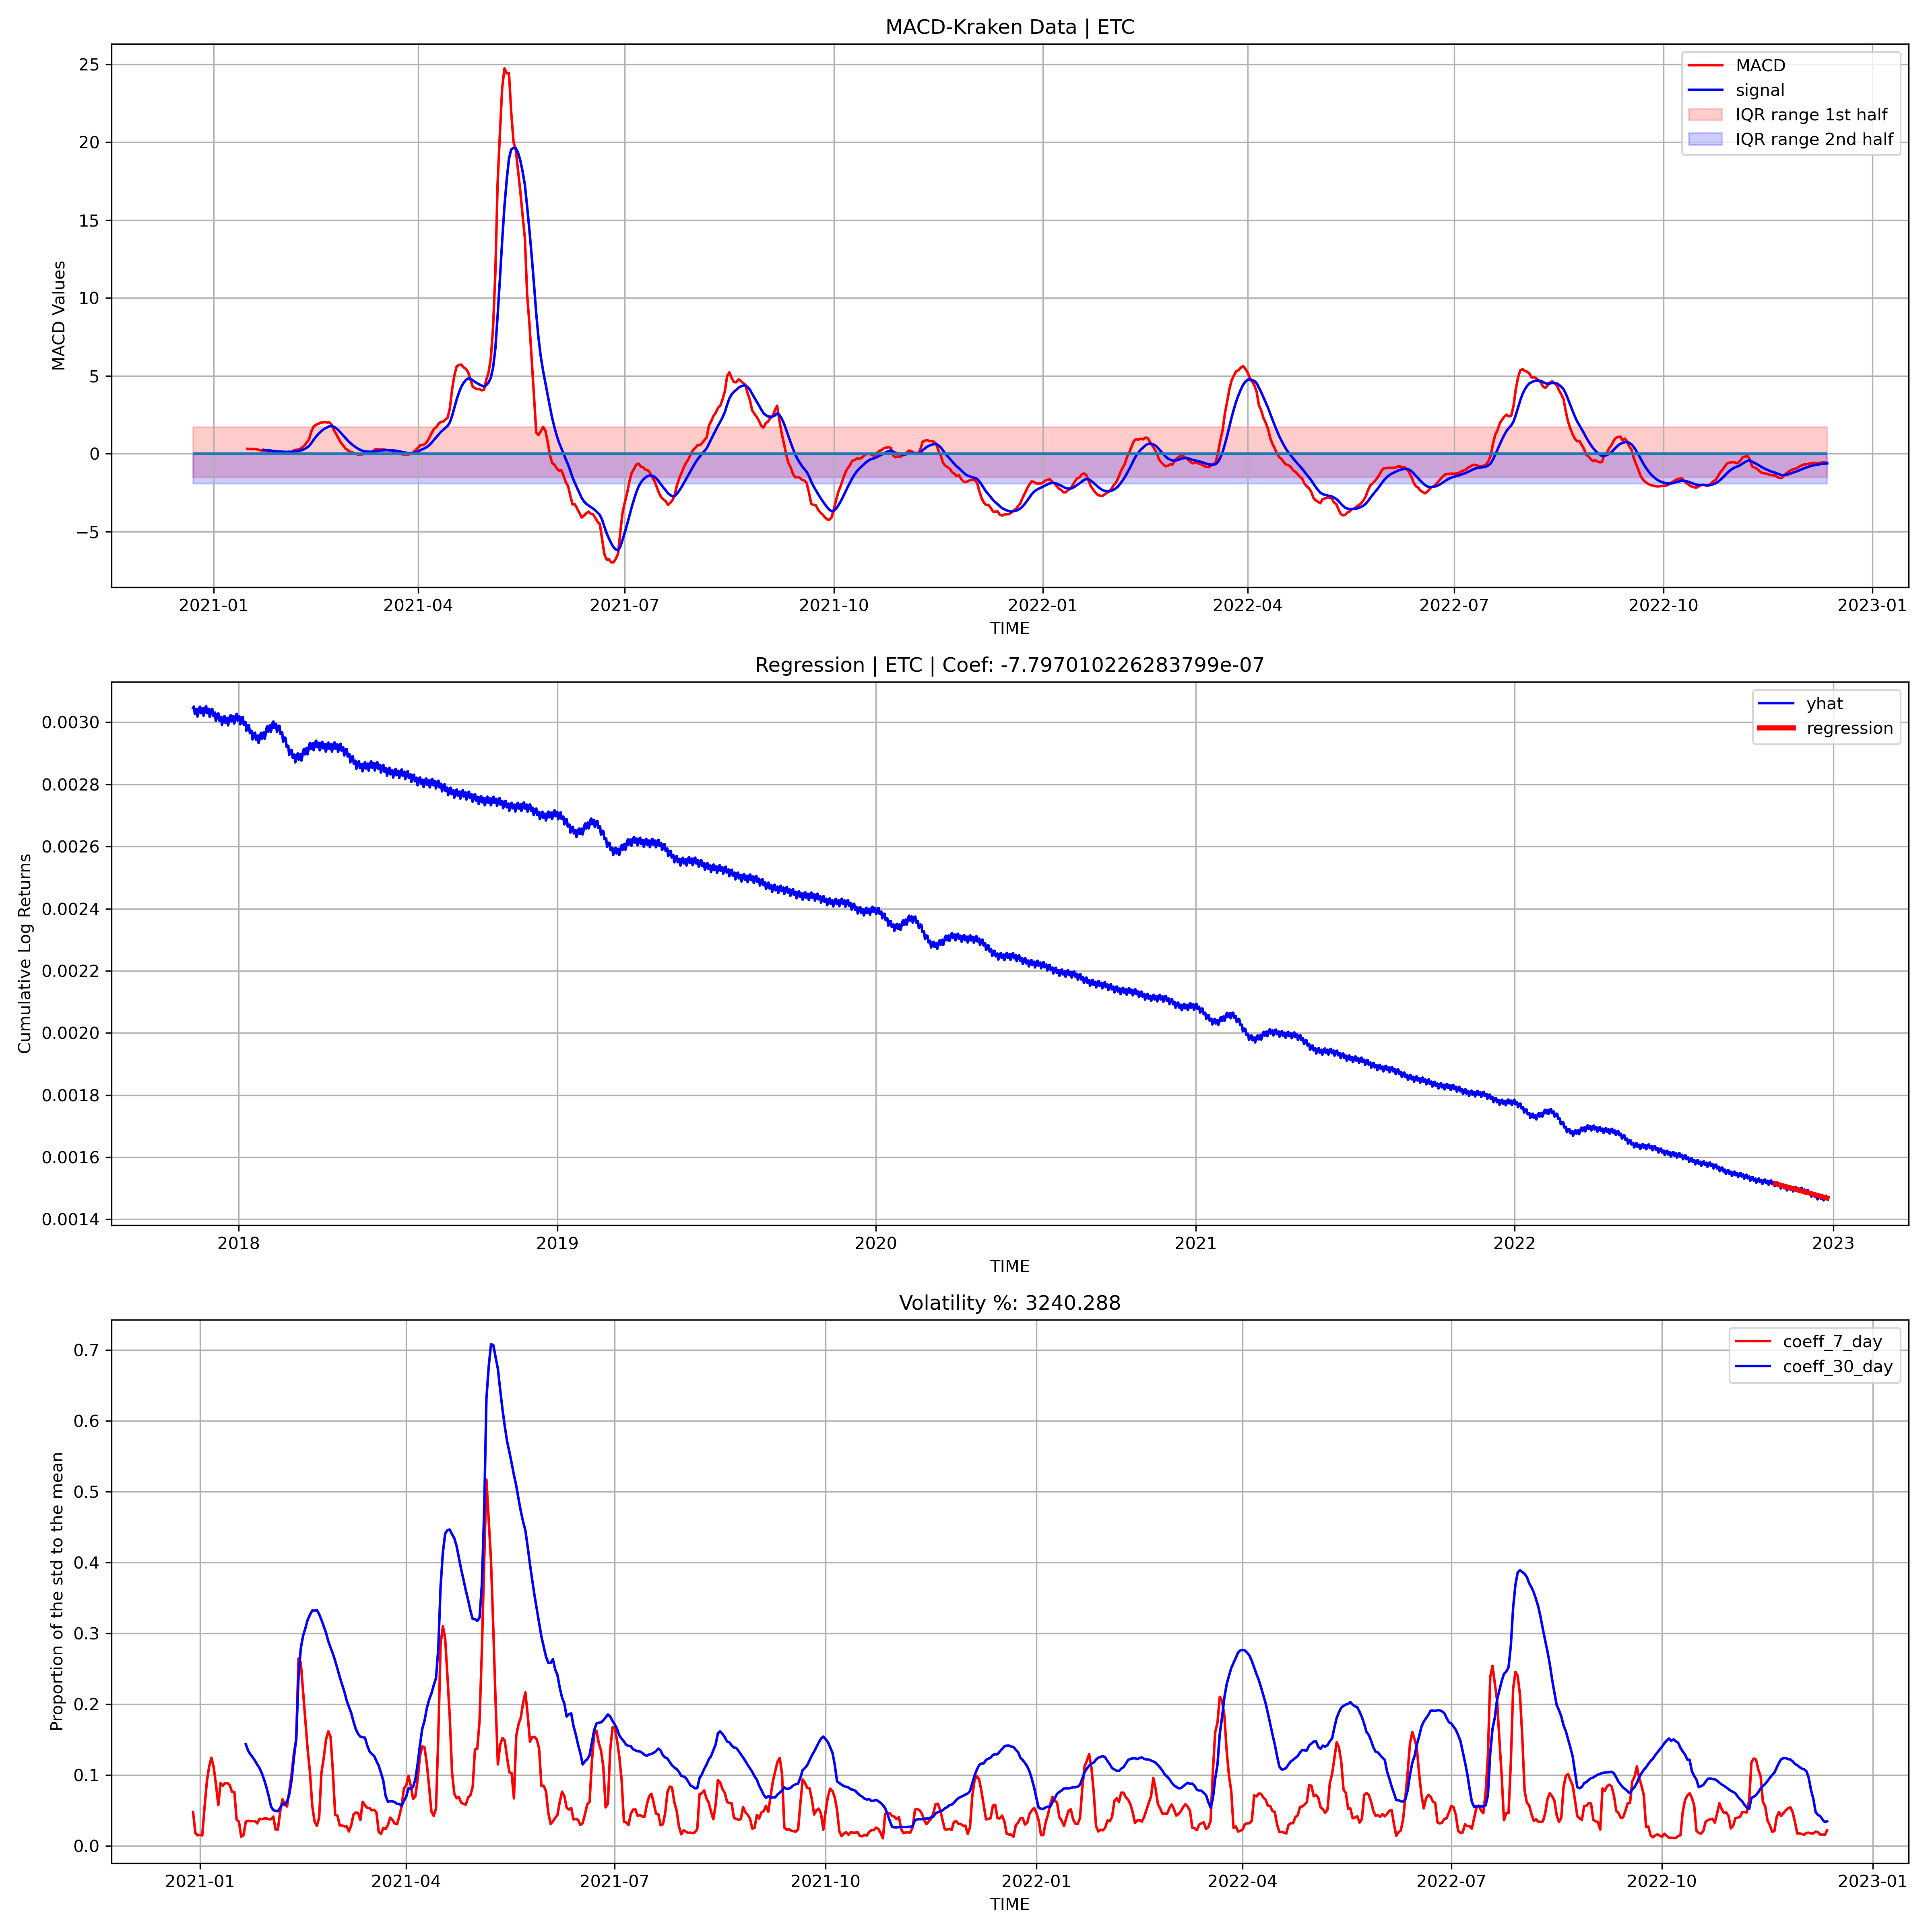 MACD-Kraken Data | ETC
MACD Values
25
20
15
10
5
0
−5
MACD
signal
IQR range 1st half
IQR range 2nd half
2021-01 2021-04 2021-07 2021-10 2022-01 2022-04 2022-07 2022-10 2023-01
TIME
Regression | ETC | Coef: -7.797010226283799e-07
Cumulative Log Returns
0.0030
0.0028
0.0026
0.0024
0.0022
0.0020
0.0018
0.0016
0.0014
yhat
regression
2018 2019 2020 2021 2022 2023
TIME
Volatility %: 3240.288
Proportion of the std to the mean
0.7
0.6
0.5
0.4
0.3
0.2
0.1
0.0
coeff_7_day
coeff_30_day
2021-01 2021-04 2021-07 2021-10 2022-01 2022-04 2022-07 2022-10 2023-01
TIME